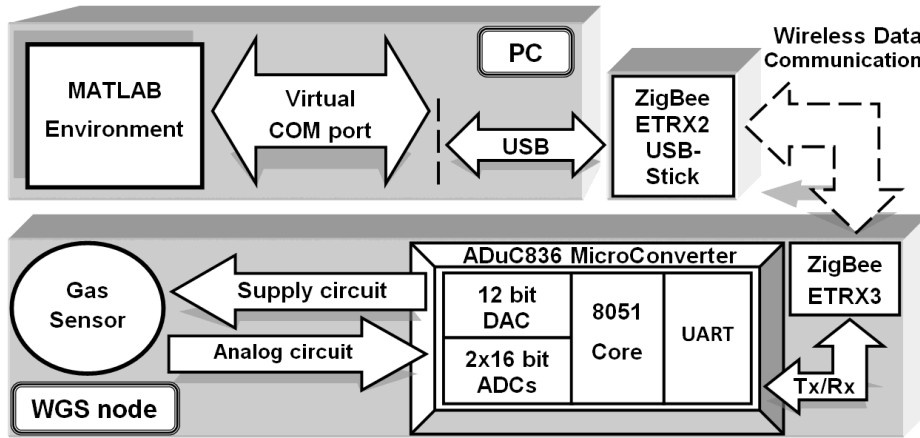 PC
Wireless Data
Communication
MATLAB
Environment
Virtual
COM port
USB
ZigBee
ETRX2
USB-
Stick
ADuC836 MicroConverter
ZigBee
ETRX3
Gas
Sensor
Supply circuit
Analog circuit
12 bit
DAC
2x16 bit
ADCs
8051
Core
UART
Tx/Rx
WGS node